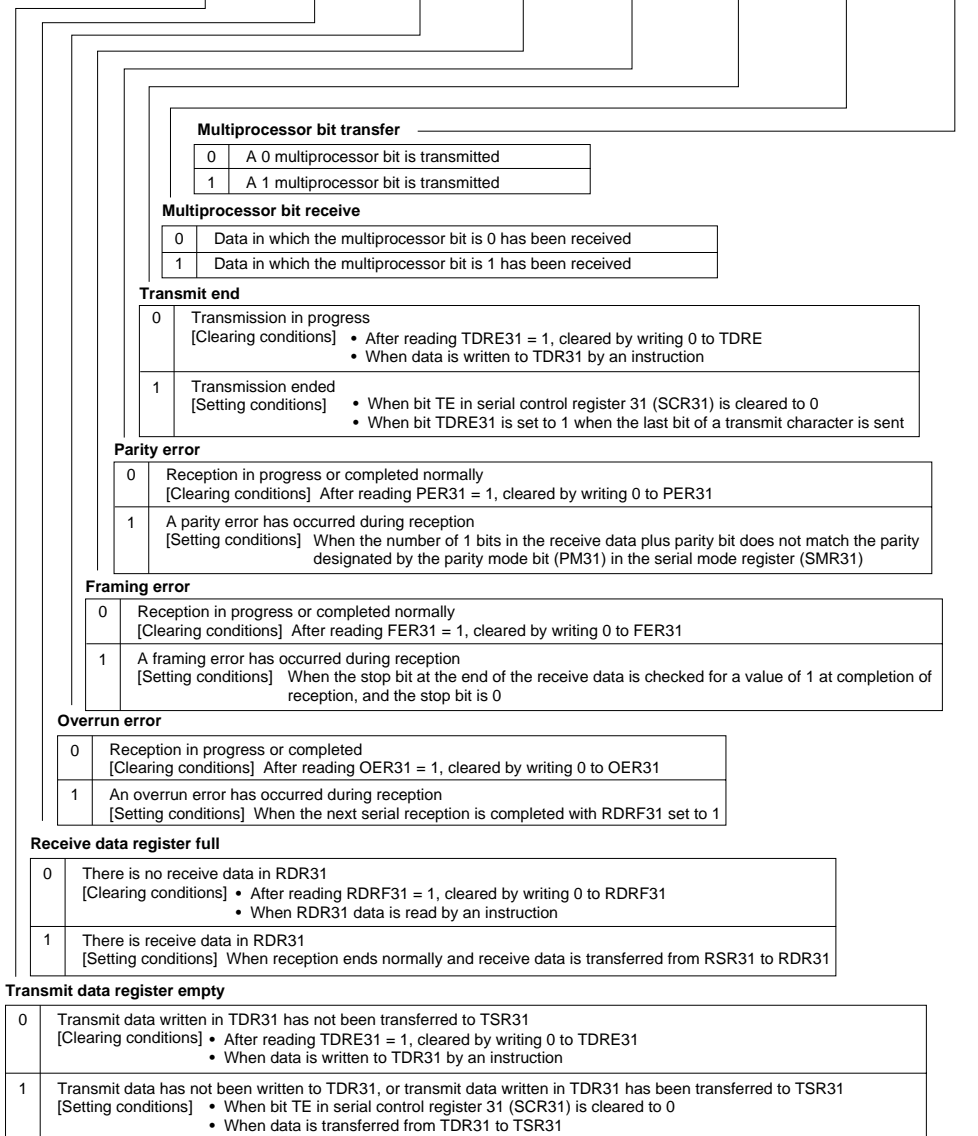 Multiprocessor bit transfer
0 A 0 multiprocessor bit is transmitted
1 A 1 multiprocessor bit is transmitted
Multiprocessor bit receive
0 Data in which the multiprocessor bit is 0 has been received
1 Data in which the multiprocessor bit is 1 has been received
Transmit end
0 Transmission in progress
[Clearing conditions] • After reading TDRE31 = 1, cleared by writing 0 to TDRE
• When data is written to TDR31 by an instruction
1 Transmission ended
[Setting conditions] • When bit TE in serial control register 31 (SCR31) is cleared to 0
• When bit TDRE31 is set to 1 when the last bit of a transmit character is sent
Parity error
0 Reception in progress or completed normally
[Clearing conditions] After reading PER31 = 1, cleared by writing 0 to PER31
1 A parity error has occurred during reception
[Setting conditions] When the number of 1 bits in the receive data plus parity bit does not match the parity
designated by the parity mode bit (PM31) in the serial mode register (SMR31)
Framing error
0 Reception in progress or completed normally
[Clearing conditions] After reading FER31 = 1, cleared by writing 0 to FER31
1 A framing error has occurred during reception
[Setting conditions] When the stop bit at the end of the receive data is checked for a value of 1 at completion of
reception, and the stop bit is 0
Overrun error
0 Reception in progress or completed
[Clearing conditions] After reading OER31 = 1, cleared by writing 0 to OER31
1 An overrun error has occurred during reception
[Setting conditions] When the next serial reception is completed with RDRF31 set to 1
Receive data register full
0 There is no receive data in RDR31
[Clearing conditions] • After reading RDRF31 = 1, cleared by writing 0 to RDRF31
• When RDR31 data is read by an instruction
1 There is receive data in RDR31
[Setting conditions] When reception ends normally and receive data is transferred from RSR31 to RDR31
Transmit data register empty
0 Transmit data written in TDR31 has not been transferred to TSR31
[Clearing conditions] • After reading TDRE31 = 1, cleared by writing 0 to TDRE31
• When data is written to TDR31 by an instruction
1 Transmit data has not been written to TDR31, or transmit data written in TDR31 has been transferred to TSR31
[Setting conditions] • When bit TE in serial control register 31 (SCR31) is cleared to 0
• When data is transferred from TDR31 to TSR31